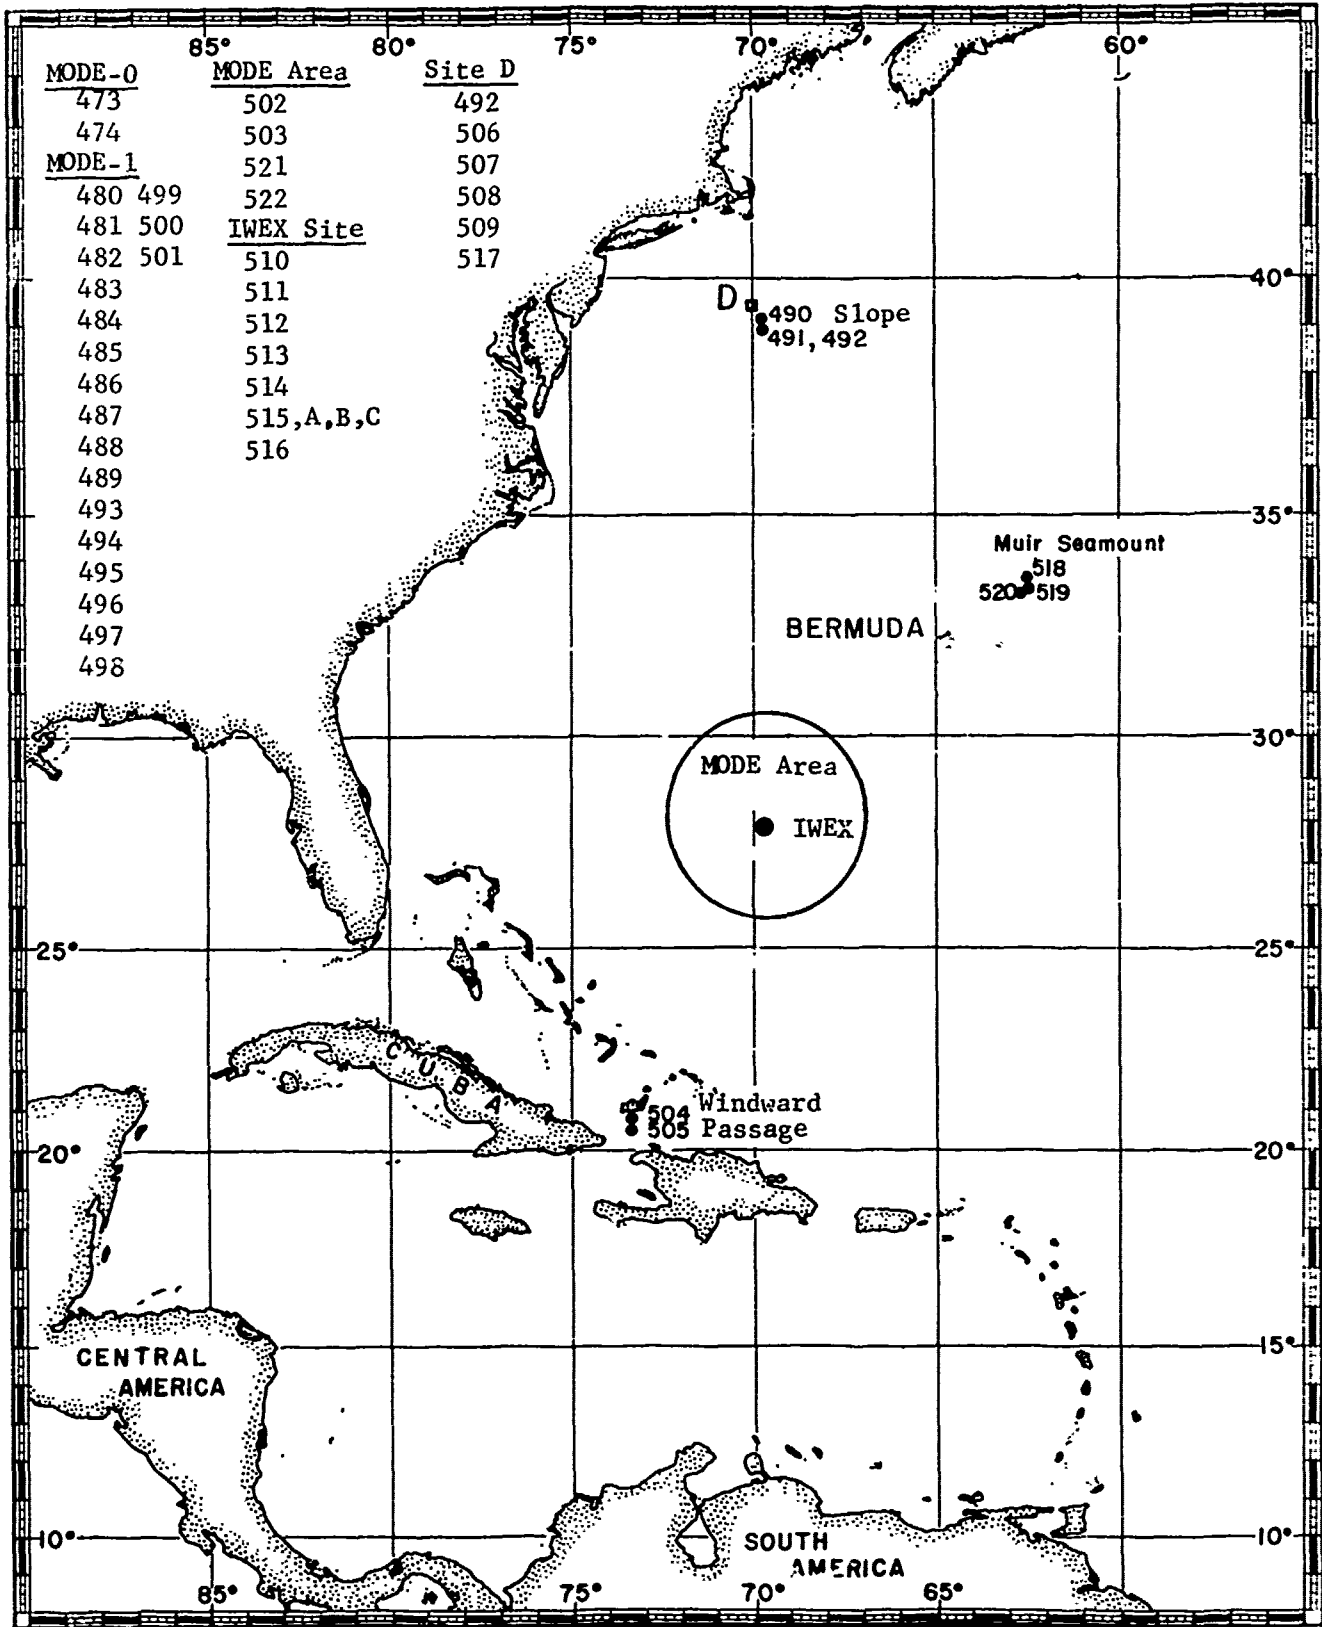 85° 80° 75° 70° 60°
MODE-0
473
474
MODE-1
480 499
481 500
482 501
483
484
485
486
487
488
489
493
494
495
496
497
498
MODE Area
502
503
521
522
IWEX Site
510
511
512
513
514
515,A,B,C
516
Site D
492
506
507
508
509
517
40°
D
490 Slope
491, 492
35°
Muir Seamount
518
520 519
BERMUDA
30°
MODE Area
IWEX
25° 25°
CUBA
504 Windward
505 Passage
20° 20°
15°
CENTRAL
AMERICA
10° 10°
SOUTH
AMERICA
85° 75° 70° 65°